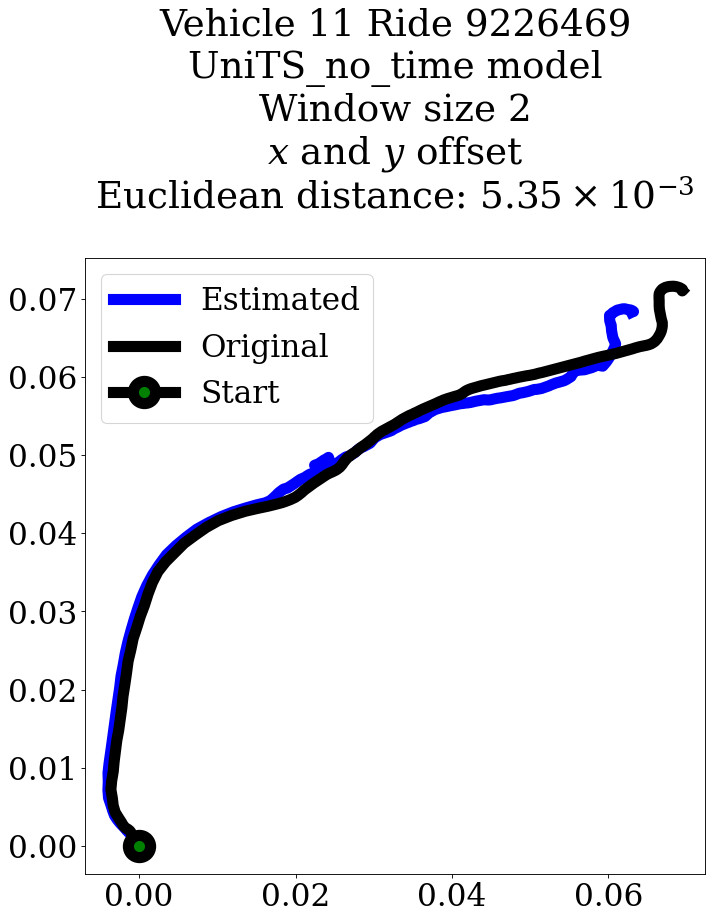 Vehicle 11 Ride 9226469
UniTS_no_time model
Window size 2
x and y offset
Euclidean distance: 5.35 × 10⁻³
Estimated
Original
Start
0.07
0.06
0.05
0.04
0.03
0.02
0.01
0.00
0.00 0.02 0.04 0.06